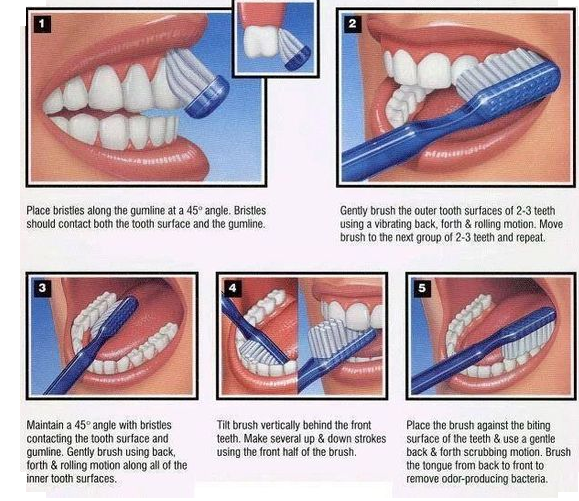 1
2
Place bristles along the gumline at a 45° angle. Bristles
should contact both the tooth surface and the gumline.
Gently brush the outer tooth surfaces of 2-3 teeth
using a vibrating back, forth & rolling motion. Move
brush to the next group of 2-3 teeth and repeat.
3
4
5
Maintain a 45° angle with bristles
contacting the tooth surface and
gumline. Gently brush using back,
forth & rolling motion along all of the
inner tooth surfaces.
Tilt brush vertically behind the front
teeth. Make several up & down strokes
using the front half of the brush.
Place the brush against the biting
surface of the teeth & use a gentle
back & forth scrubbing motion. Brush
the tongue from back to front to
remove odor-producing bacteria.